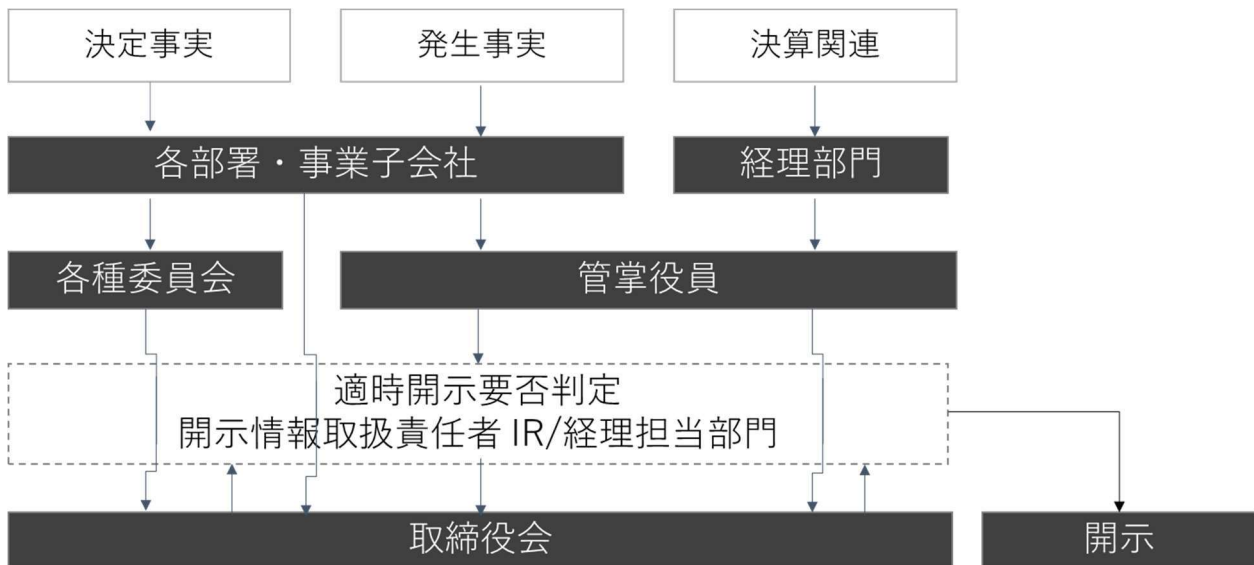 決定事実
発生事実
決算関連
各部署・事業子会社
経理部門
各種委員会
管掌役員
適時開示要否判定
開示情報取扱責任者 IR/経理担当部門
取締役会
開示